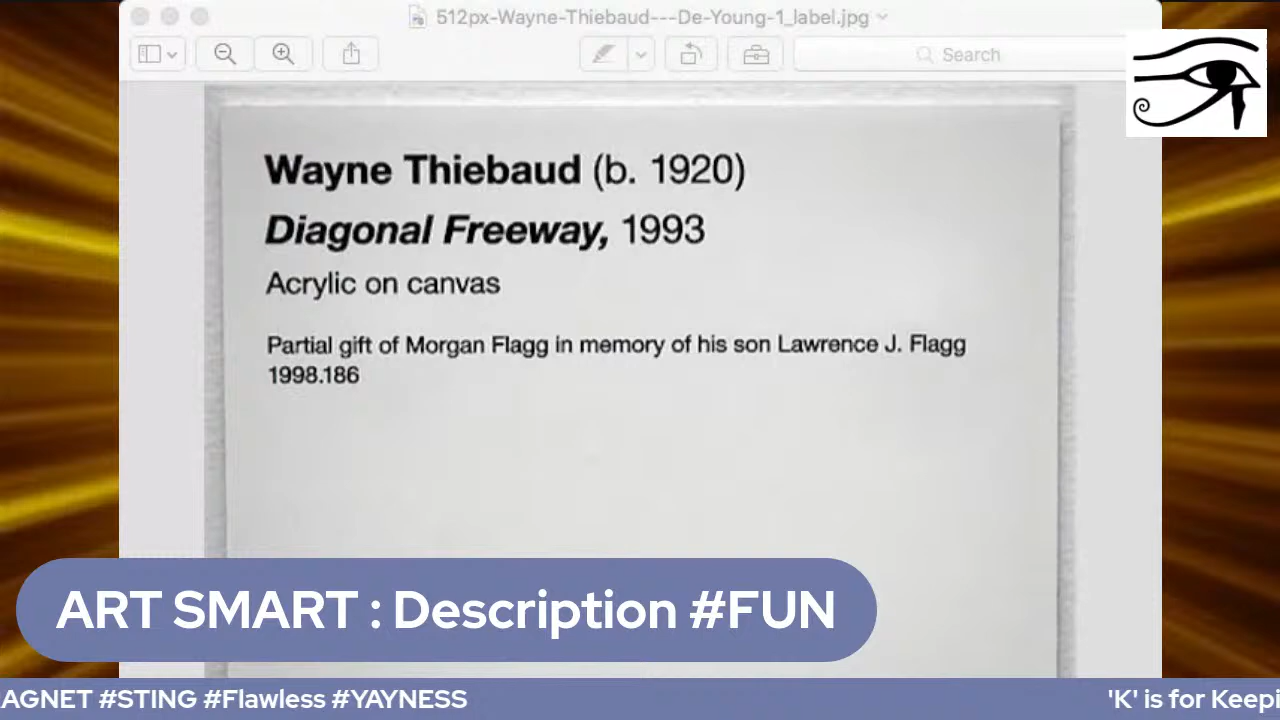 512px-Wayne-Thiebaud---De-Young-1_label.jpg
Search
Wayne Thiebaud (b. 1920)
Diagonal Freeway, 1993
Acrylic on canvas
Partial gift of Morgan Flagg in memory of his son Lawrence J. Flagg
1998.186
ART SMART : Description #FUN
AGNET #STING #Flawless #YAYNESS
'K' is for Keepi